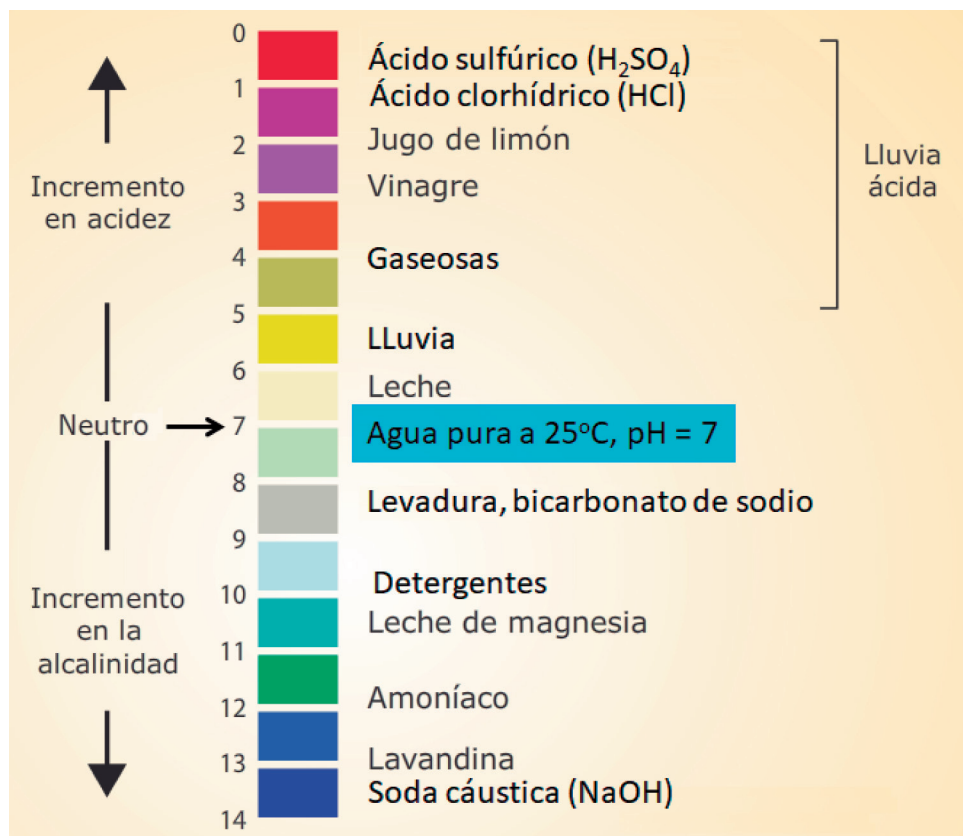 0
Ácido sulfúrico (H₂SO₄)
1
Ácido clorhídrico (HCl)
Jugo de limón
2
Vinagre
3
Incremento
en acidez
Lluvia
ácida
4
Gaseosas
5
LLuvia
6
Leche
Neutro
7
Agua pura a 25°C, pH = 7
8
Levadura, bicarbonato de sodio
9
Detergentes
10
Leche de magnesia
Incremento
en la
alcalinidad
11
Amoníaco
12
Lavandina
13
Soda cáustica (NaOH)
14